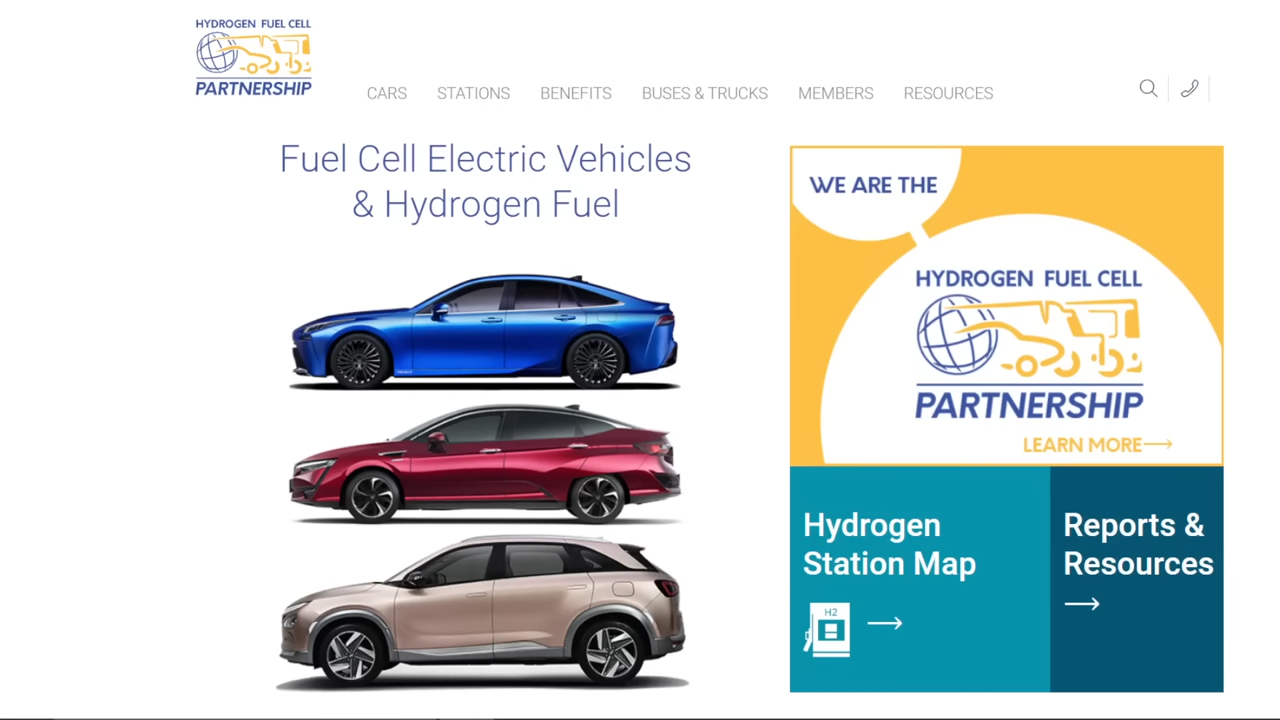 HYDROGEN FUEL CELL
PARTNERSHIP
CARS STATIONS BENEFITS BUSES & TRUCKS MEMBERS RESOURCES
Fuel Cell Electric Vehicles
& Hydrogen Fuel
WE ARE THE
HYDROGEN FUEL CELL
PARTNERSHIP
LEARN MORE
Hydrogen
Station Map
H2
Reports &
Resources